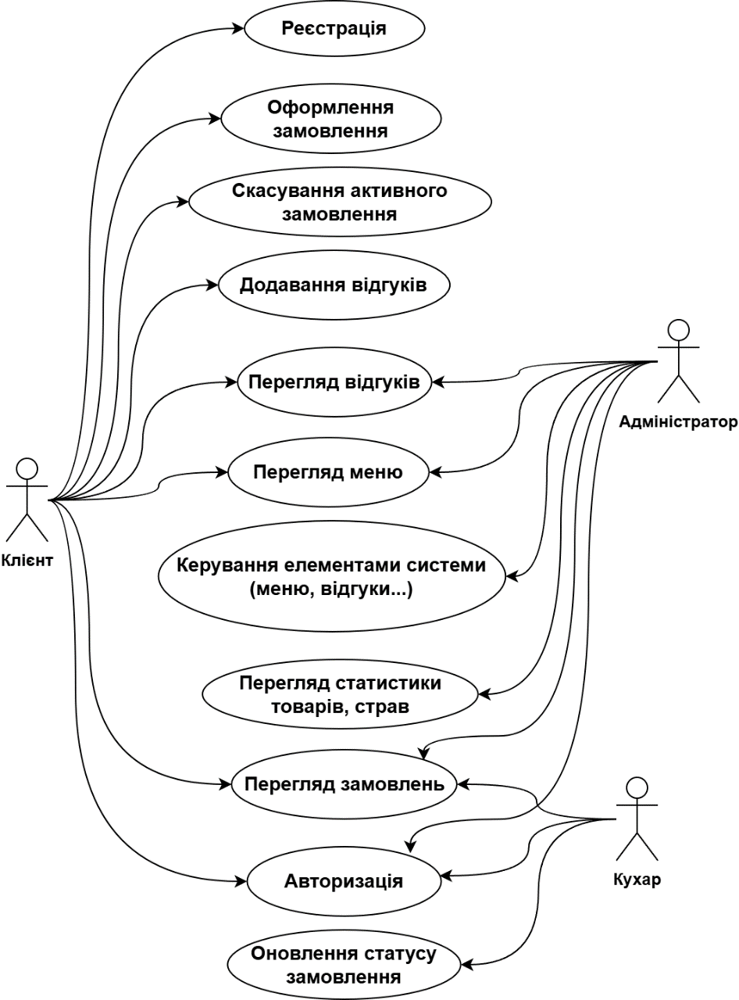 Реєстрація
Оформлення
замовлення
Скасування активного
замовлення
Додавання відгуків
Перегляд відгуків
Адміністратор
Перегляд меню
Клієнт
Керування елементами системи
(меню, відгуки...)
Перегляд статистики
товарів, страв
Перегляд замовлень
Авторизація
Кухар
Оновлення статусу
замовлення